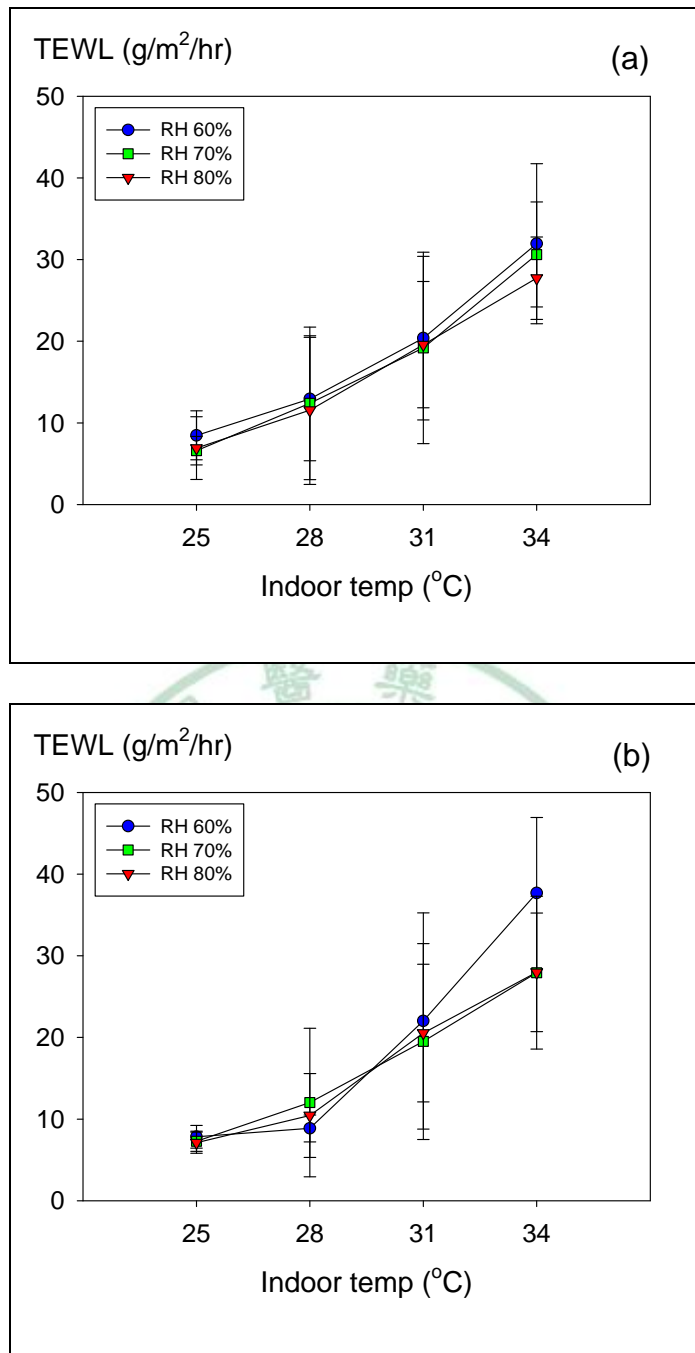 TEWL (g/m²/hr)
(a)
50
40
30
20
10
0
RH 60%
RH 70%
RH 80%
25 28 31 34
Indoor temp (°C)
醫藥
TEWL (g/m²/hr)
(b)
50
40
30
20
10
0
RH 60%
RH 70%
RH 80%
25 28 31 34
Indoor temp (°C)